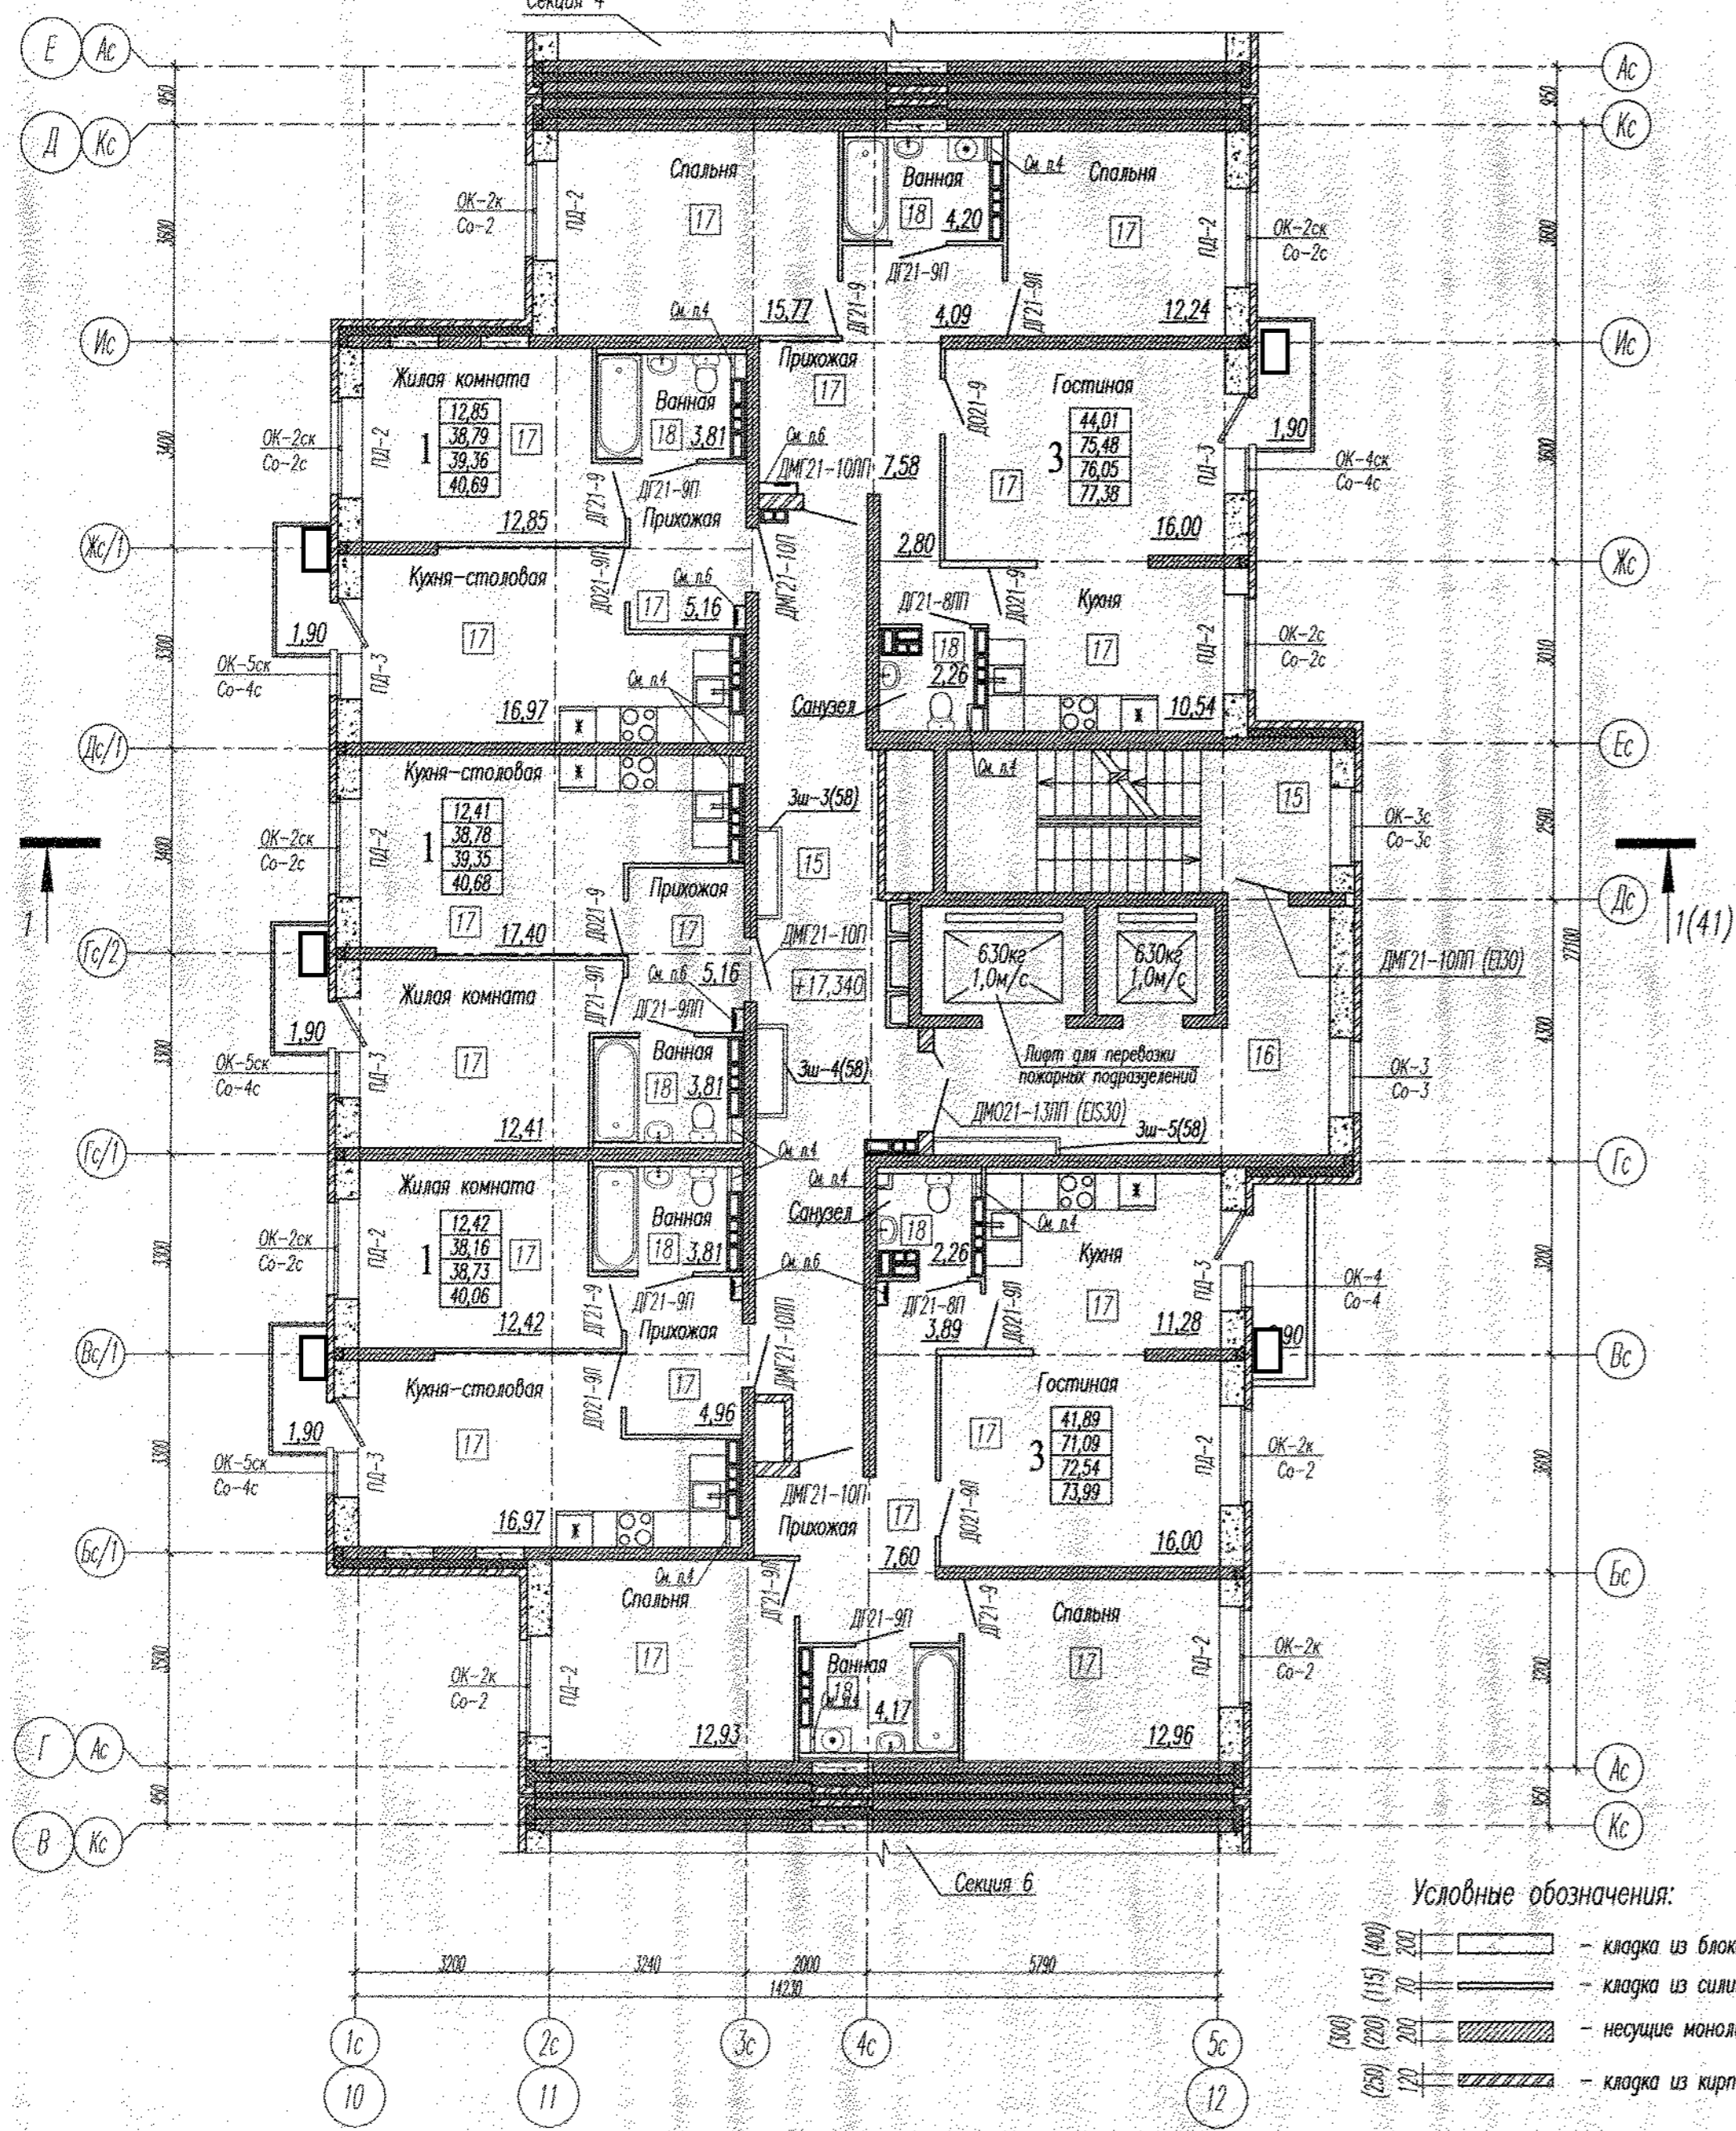 Секция 4
Е
Ас
Ас
950
950
Д
Кс
Кс
Спальня
17
15,77
ОК-2к
Со-2
ПД-2
Ванная
18
4,20
См. п.4
ДГ21-9П
Спальня
17
12,24
ПД-2
ОК-2ск
Со-2с
3600
3600
ДГ21-9
4,09
ДГ21-9П
См. п.4
Ис
Ис
Жилая комната
1
12,85
38,79
39,36
40,69
17
12,85
Ванная
18
3,81
ОК-2ск
Со-2с
ПД-2
3400
ДГ21-9
ДГ21-9П
Прихожая
Прихожая
17
См. п.6
ДМГ21-10ЛП
7,58
ДО21-9
Гостиная
3
44,01
75,48
76,05
77,38
17
16,00
ПД-3
1,90
ОК-4ск
Со-4с
3600
Жс/1
Жс
Кухня-столовая
17
16,97
ДО21-9П
См. п.6
17
5,16
ДМГ21-10П
2,80
ДГ21-8ЛП
ДО21-9
Кухня
17
10,54
ПД-2
ОК-2с
Со-2с
3010
1,90
ОК-5ск
Со-4с
ПД-3
3300
См. п.4
Санузел
18
2,26
См. п.4
Дс/1
Ес
Кухня-столовая
1
12,41
38,78
39,35
40,68
17
17,40
ОК-2ск
Со-2с
ПД-2
3400
Прихожая
17
ДО21-9
Зш-3(58)
15
ДМГ21-10П
+17,340
15
ОК-3с
Со-3с
2590
1
1(41)
Дс
Гс/2
630кг
1,0м/с
630кг
1,0м/с
ДМГ21-10ЛП (EI30)
27100
Жилая комната
17
12,41
ДГ21-9П
См. п.6
5,16
ДГ21-9ЛП
Ванная
18
3,81
1,90
ОК-5ск
Со-4с
ПД-3
3300
Зш-4(58)
Лифт для перевозки
пожарных подразделений
16
ОК-3
Со-3
4300
ДМО21-13ЛП (EIS30)
Зш-5(58)
Гс/1
Гс
См. п.4
См. п.4
Жилая комната
1
12,42
38,16
38,73
40,06
17
12,42
ОК-2ск
Со-2с
ПД-2
3300
Ванная
18
3,81
ДГ21-9
ДГ21-9П
Прихожая
Санузел
18
2,26
См. п.4
См. п.6
ДГ21-8П
3,89
ДО21-9П
Кухня
17
11,28
ПД-3
ОК-4
Со-4
3200
Вс/1
Вс
Кухня-столовая
17
16,97
ДО21-9П
17
4,96
ДМГ21-10ЛП
1,90
ОК-5ск
Со-4с
ПД-3
3300
См. п.4
ДМГ21-10П
Прихожая
17
7,60
ДО21-9П
Гостиная
3
41,89
71,09
72,54
73,99
17
16,00
ПД-2
ОК-2к
Со-2
3600
Бс/1
Бс
Спальня
17
12,93
ОК-2к
Со-2
ПД-2
3500
ДГ21-9П
ДГ21-9П
ДГ21-9
Ванная
18
4,17
Спальня
17
12,96
ПД-2
ОК-2к
Со-2
3200
Г
Ас
Ас
950
950
В
Кс
Кс
Секция 6
3200
3240
2000
5790
14230
1с
2с
3с
4с
5с
10
11
12
Условные обозначения:
(400)
200
- кладка из блок
(115)
70
- кладка из сили
(300)
(220)
200
- несущие монол
(250)
120
- кладка из кирп